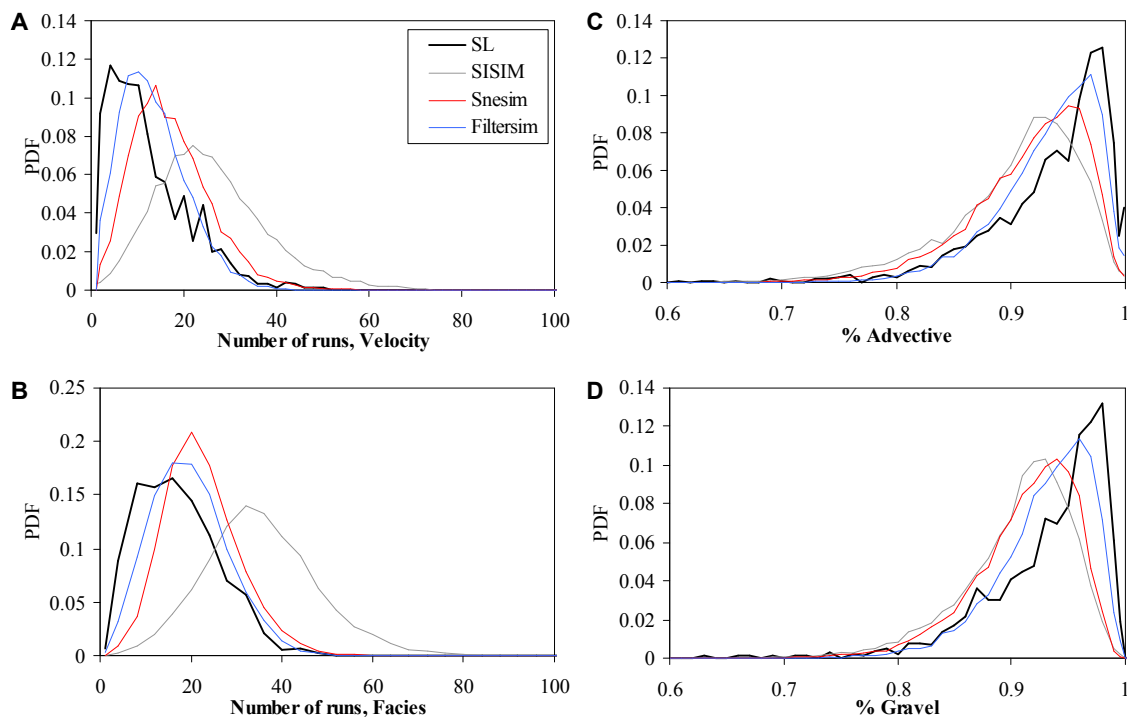 A
0.14
0.12
0.1
0.08
0.06
0.04
0.02
0
PDF
0 20 40 60 80 100
Number of runs, Velocity
SL
SISIM
Snesim
Filtersim
C
0.14
0.12
0.1
0.08
0.06
0.04
0.02
0
PDF
0.6 0.7 0.8 0.9 1
% Advective
B
0.25
0.2
0.15
0.1
0.05
0
PDF
0 20 40 60 80 100
Number of runs, Facies
D
0.14
0.12
0.1
0.08
0.06
0.04
0.02
0
PDF
0.6 0.7 0.8 0.9 1
% Gravel